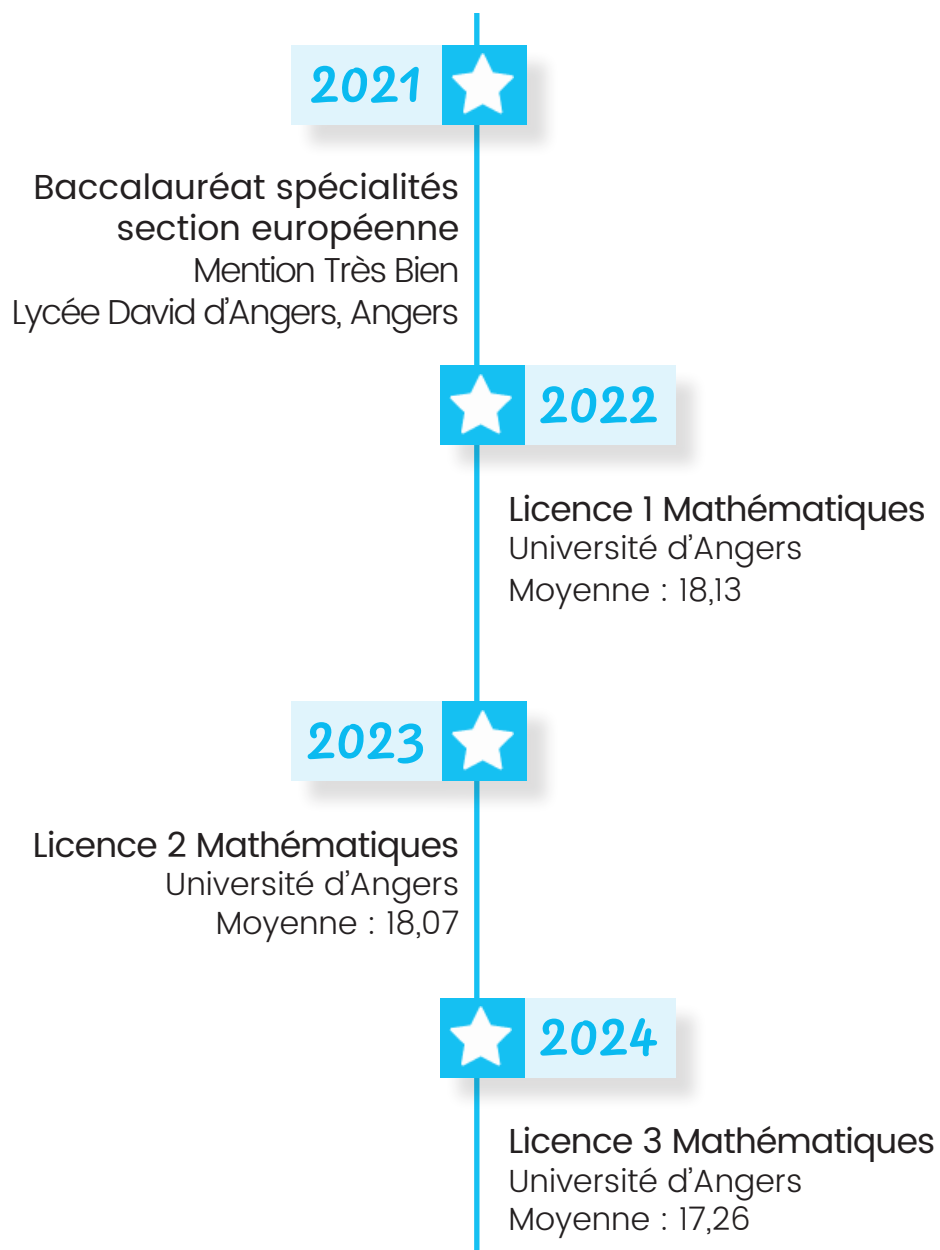 2021
Baccalauréat spécialités
section européenne
Mention Très Bien
Lycée David d'Angers, Angers
2022
Licence 1 Mathématiques
Université d'Angers
Moyenne : 18,13
2023
Licence 2 Mathématiques
Université d'Angers
Moyenne : 18,07
2024
Licence 3 Mathématiques
Université d'Angers
Moyenne : 17,26